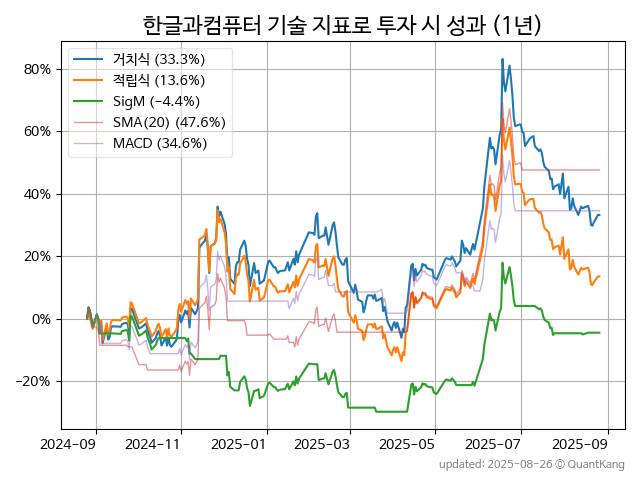 한글과컴퓨터 기술 지표로 투자 시 성과 (1년)
거치식 (33.3%)
적립식 (13.6%)
SigM (−4.4%)
SMA(20) (47.6%)
MACD (34.6%)
80%
60%
40%
20%
0%
−20%
2024-09 2024-11 2025-01 2025-03 2025-05 2025-07 2025-09
updated: 2025-08-26 © QuantKang